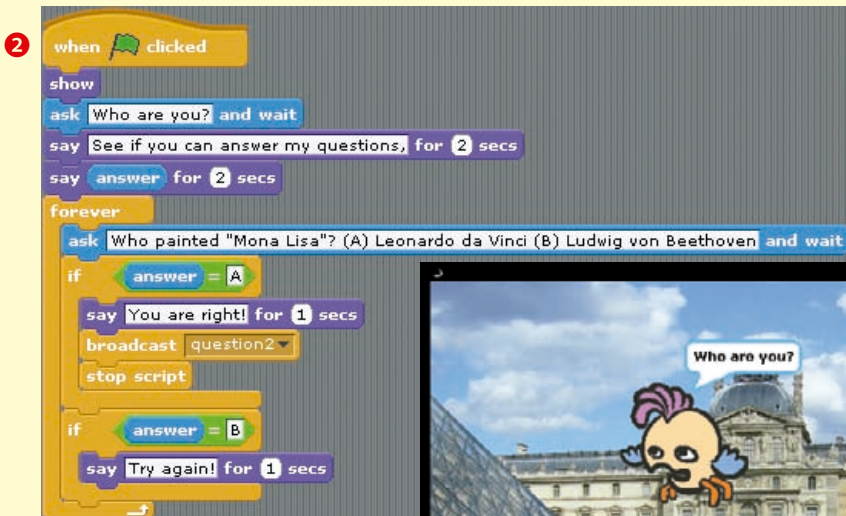 2
when clicked
show
ask Who are you? and wait
say See if you can answer my questions, for 2 secs
say answer for 2 secs
forever
ask Who painted "Mona Lisa"? (A) Leonardo da Vinci (B) Ludwig von Beethoven and wait
if answer = A
say You are right! for 1 secs
broadcast question2
stop script
if answer = B
say Try again! for 1 secs
Who are you?